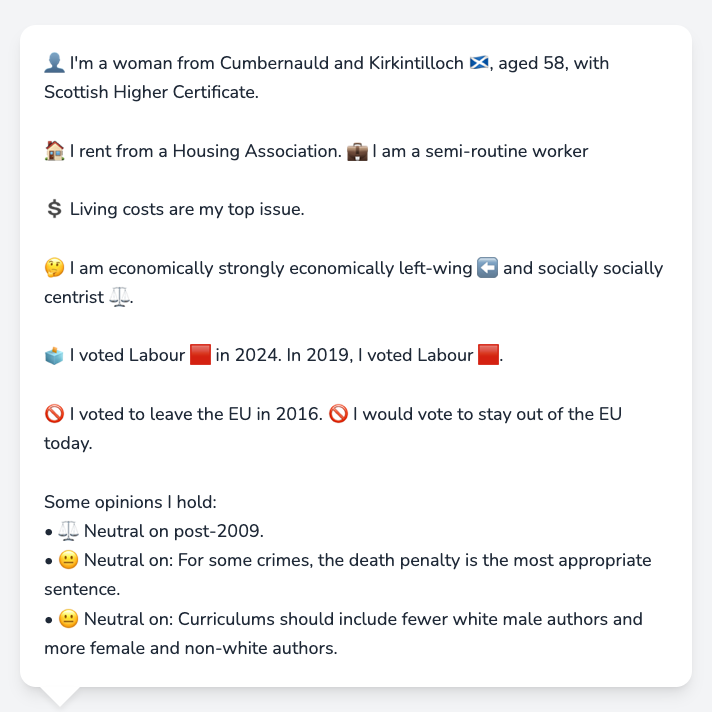 👤 I'm a woman from Cumbernauld and Kirkintilloch 🏴󠁧󠁢󠁳󠁣󠁴󠁿, aged 58, with
Scottish Higher Certificate.
🏠 I rent from a Housing Association. 💼 I am a semi-routine worker
💲 Living costs are my top issue.
🤔 I am economically strongly economically left-wing ⬅️ and socially socially
centrist ⚖️.
🗳️ I voted Labour 🟥 in 2024. In 2019, I voted Labour 🟥.
🚫 I voted to leave the EU in 2016. 🚫 I would vote to stay out of the EU
today.
Some opinions I hold:
• ⚖️ Neutral on post-2009.
• 😐 Neutral on: For some crimes, the death penalty is the most appropriate
sentence.
• 😐 Neutral on: Curriculums should include fewer white male authors and
more female and non-white authors.